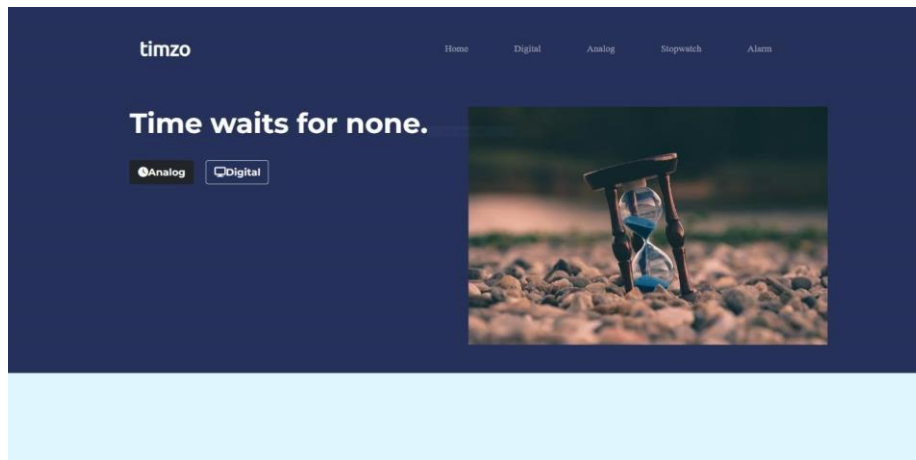 timzo
Home Digital Analog Stopwatch Alarm
Time waits for none.
Analog Digital